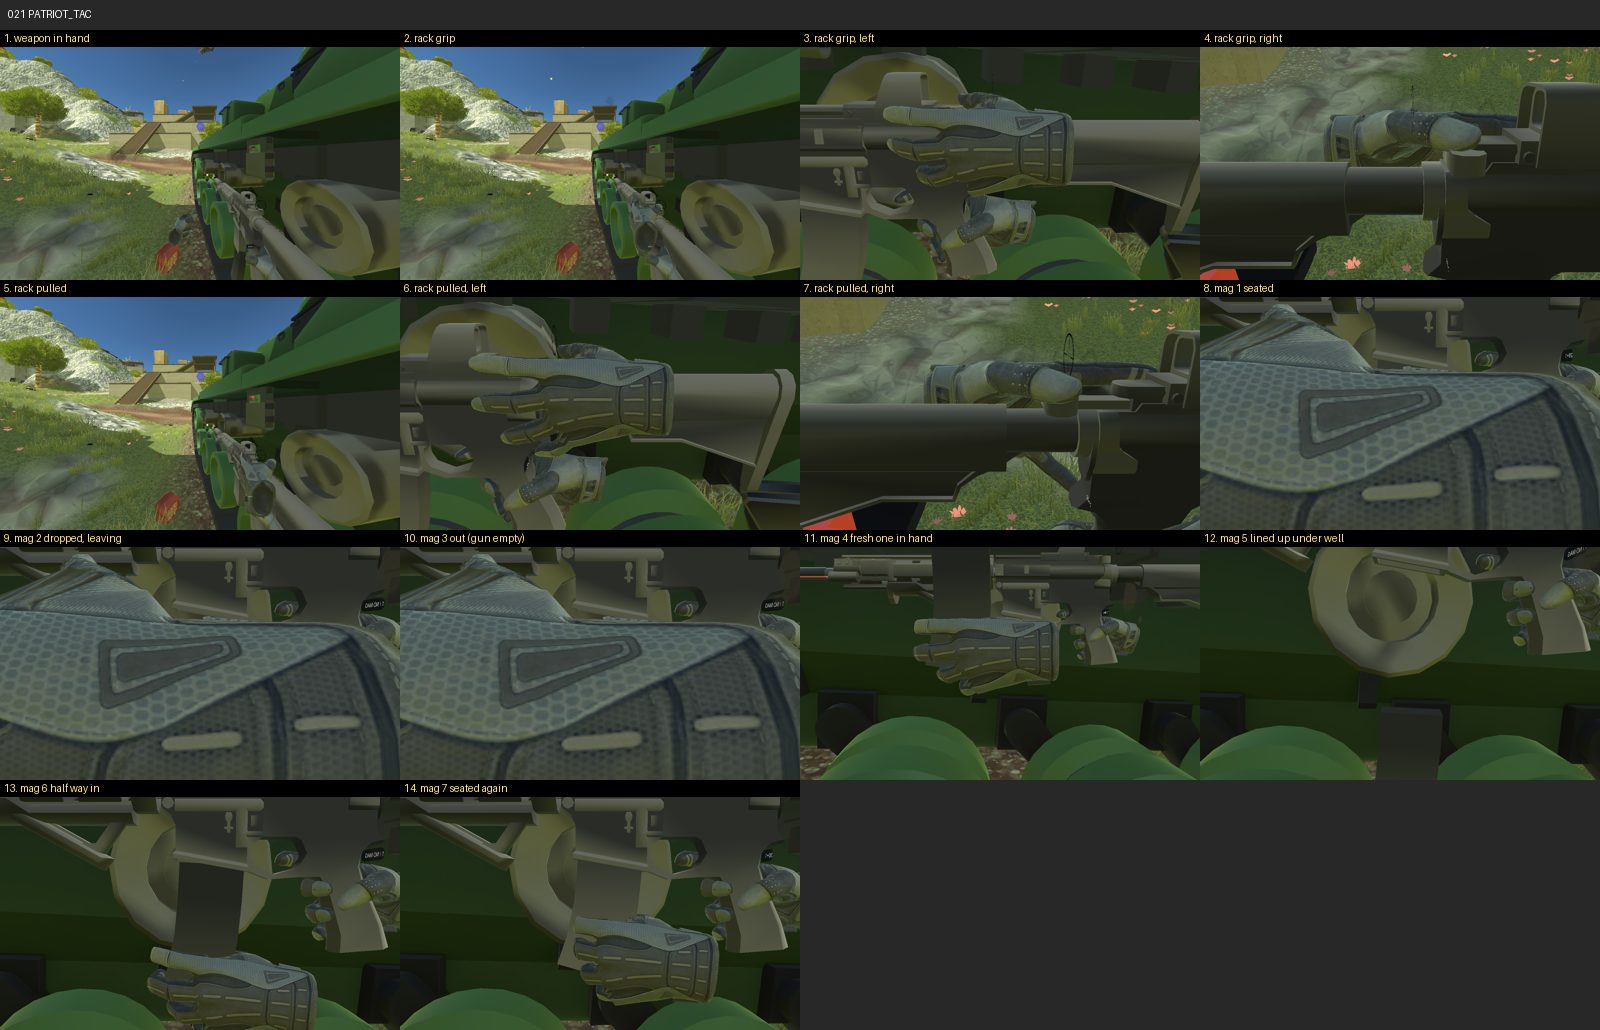 021 PATRIOT_TAC
1. weapon in hand
2. rack grip
3. rack grip, left
4. rack grip, right
5. rack pulled
6. rack pulled, left
7. rack pulled, right
8. mag 1 seated
9. mag 2 dropped, leaving
10. mag 3 out (gun empty)
11. mag 4 fresh one in hand
12. mag 5 lined up under well
13. mag 6 half way in
14. mag 7 seated again